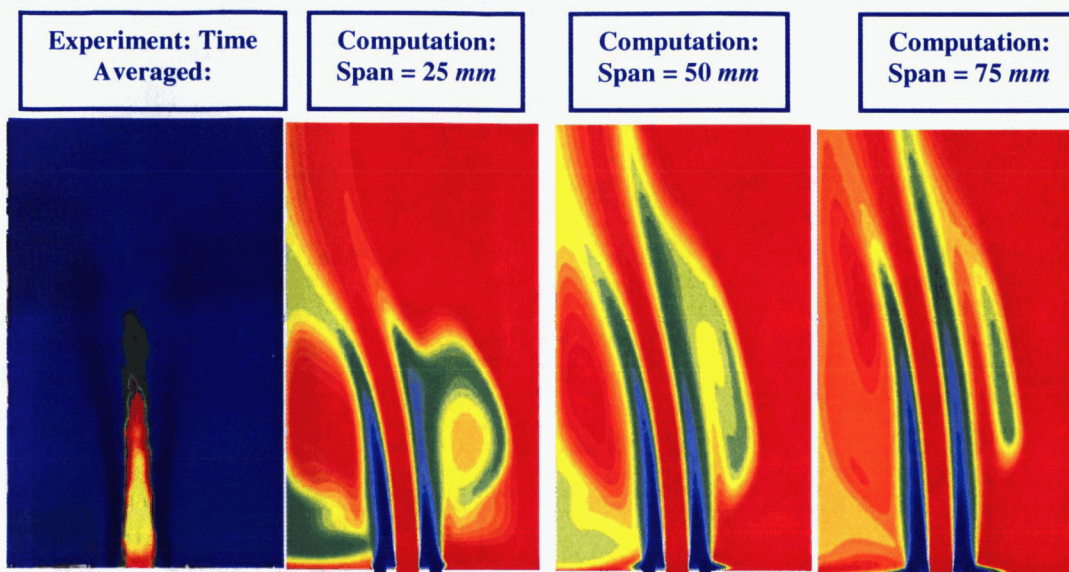 Experiment: Time
Averaged:
Computation:
Span = 25 mm
Computation:
Span = 50 mm
Computation:
Span = 75 mm